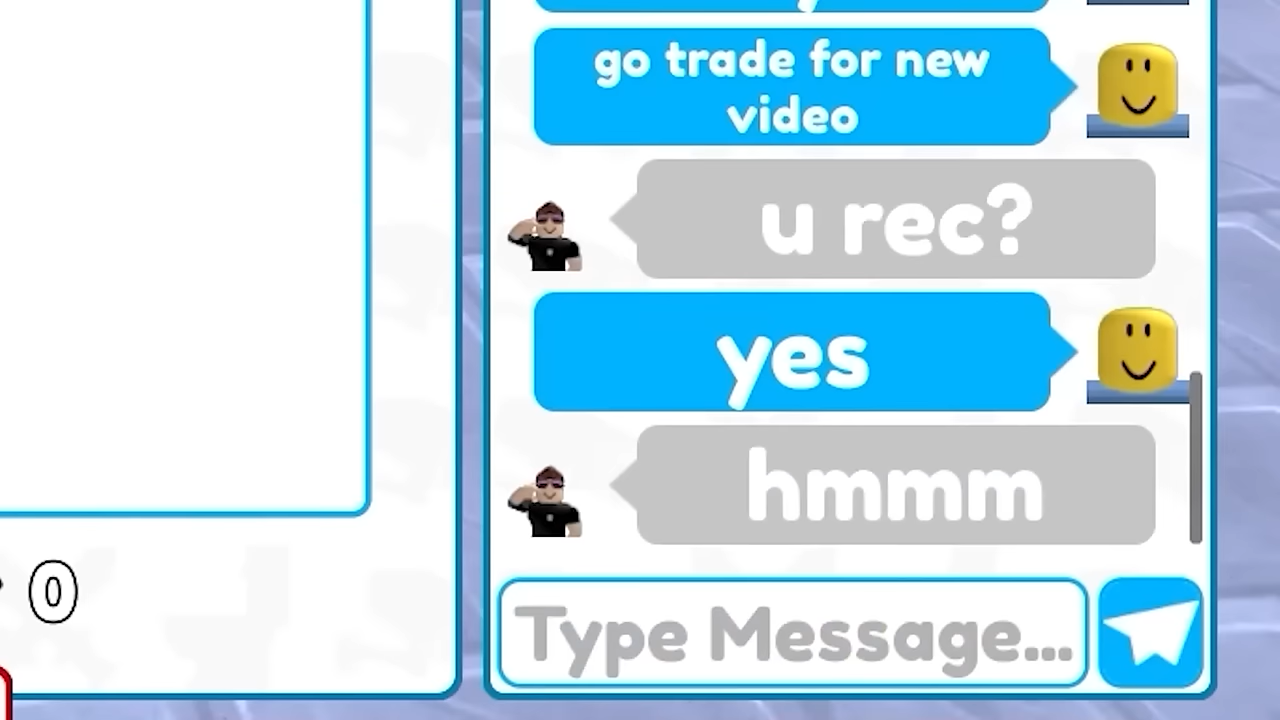 go trade for new
video
u rec?
yes
hmmm
0
Type Message...